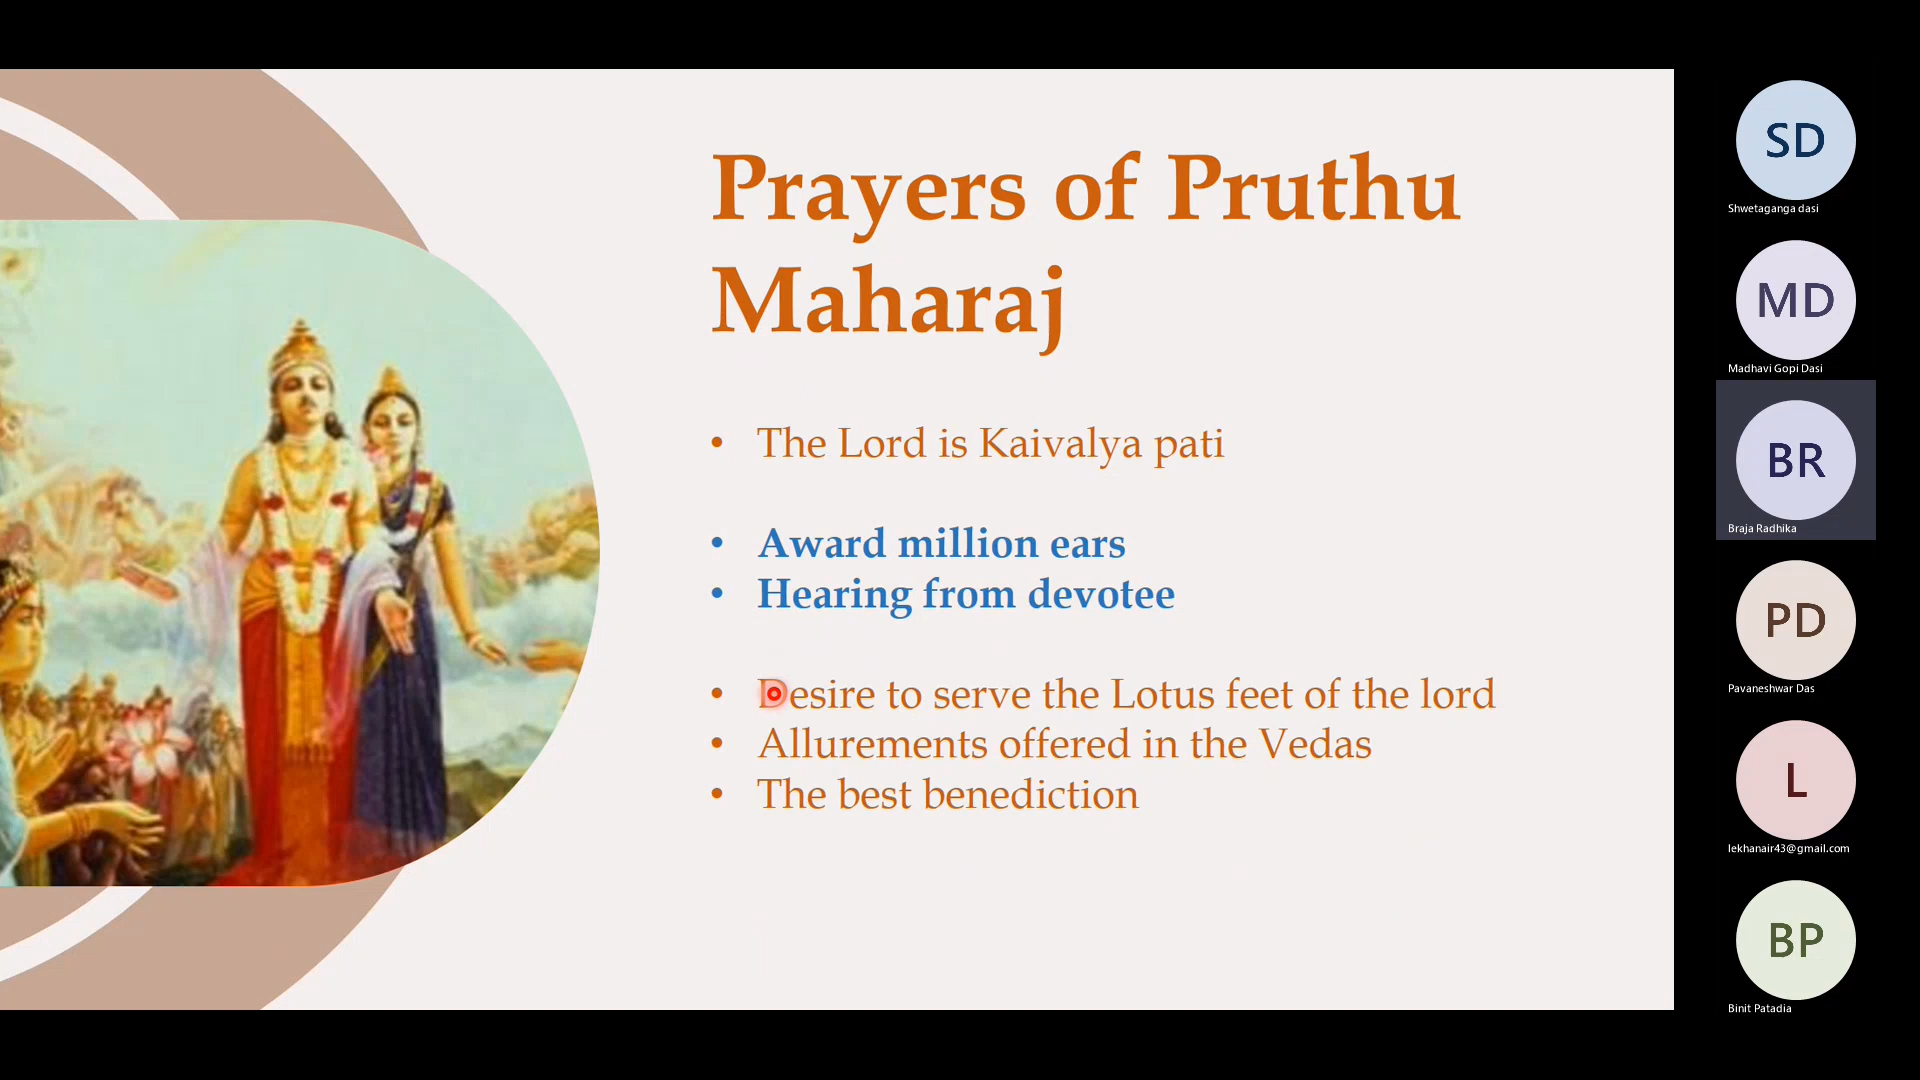 Prayers of Pruthu
Maharaj
• The Lord is Kaivalya pati
• Award million ears
• Hearing from devotee
• Desire to serve the Lotus feet of the lord
• Allurements offered in the Vedas
• The best benediction
SD
Shwetaganga dasi
MD
Madhavi Gopi Dasi
BR
Braja Radhika
PD
Pavaneshwar Das
L
lekhanair43@gmail.com
BP
Binit Patadia